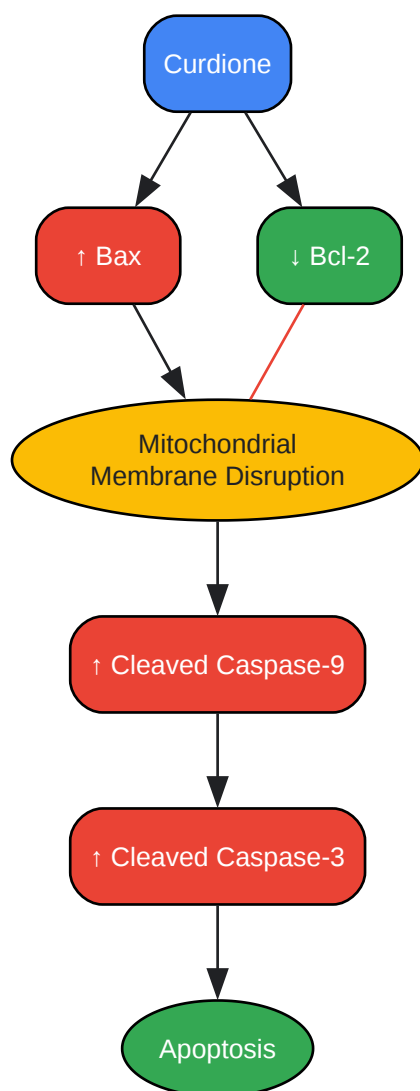 Curdione
↑ Bax
↓ Bcl-2
Mitochondrial
Membrane Disruption
↑ Cleaved Caspase-9
↑ Cleaved Caspase-3
Apoptosis